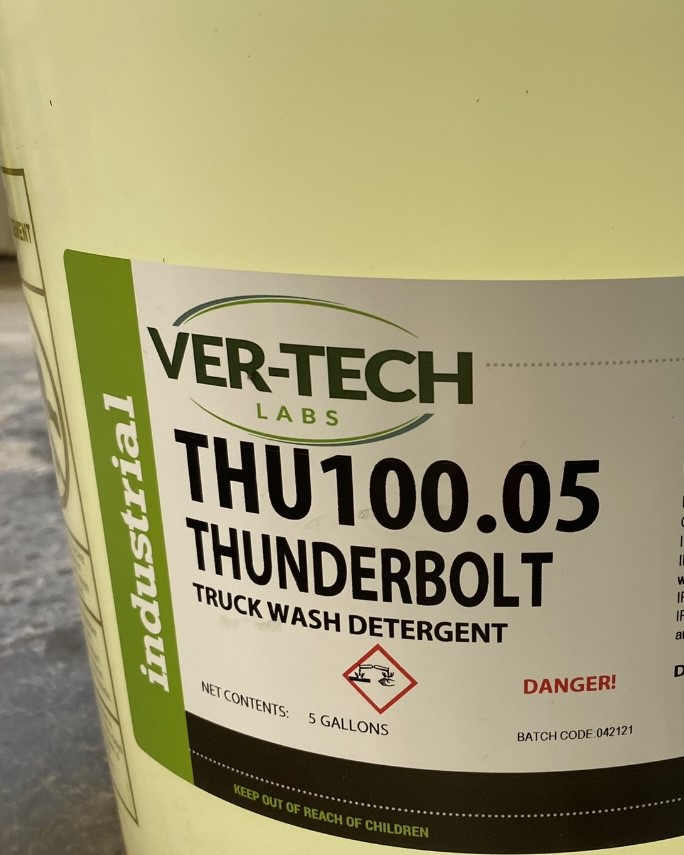 VER-TECH
LABS
THU100.05
THUNDERBOLT
TRUCK WASH DETERGENT
industrial
DANGER!
NET CONTENTS: 5 GALLONS
BATCH CODE:042121
KEEP OUT OF REACH OF CHILDREN